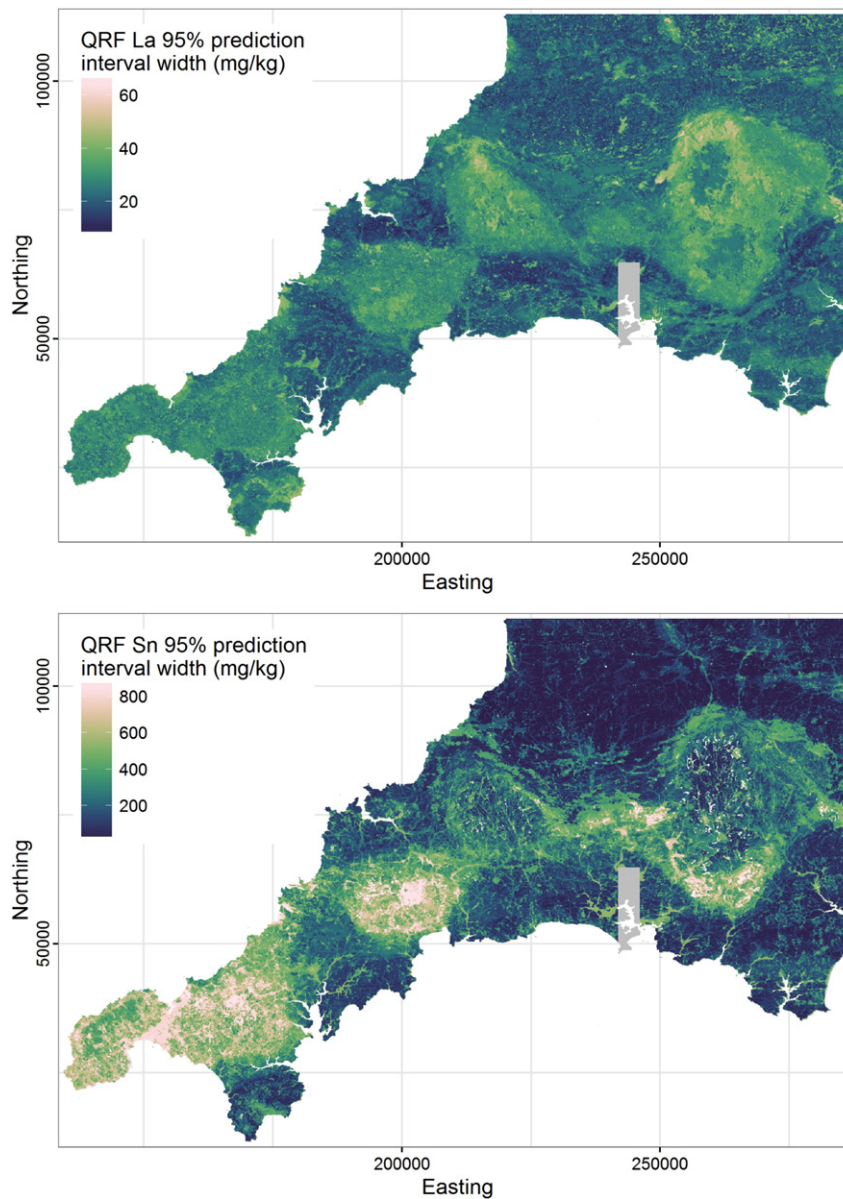 QRF La 95% prediction
interval width (mg/kg)
60
40
20
100000
50000
Northing
200000
250000
Easting
QRF Sn 95% prediction
interval width (mg/kg)
800
600
400
200
100000
50000
Northing
200000
250000
Easting